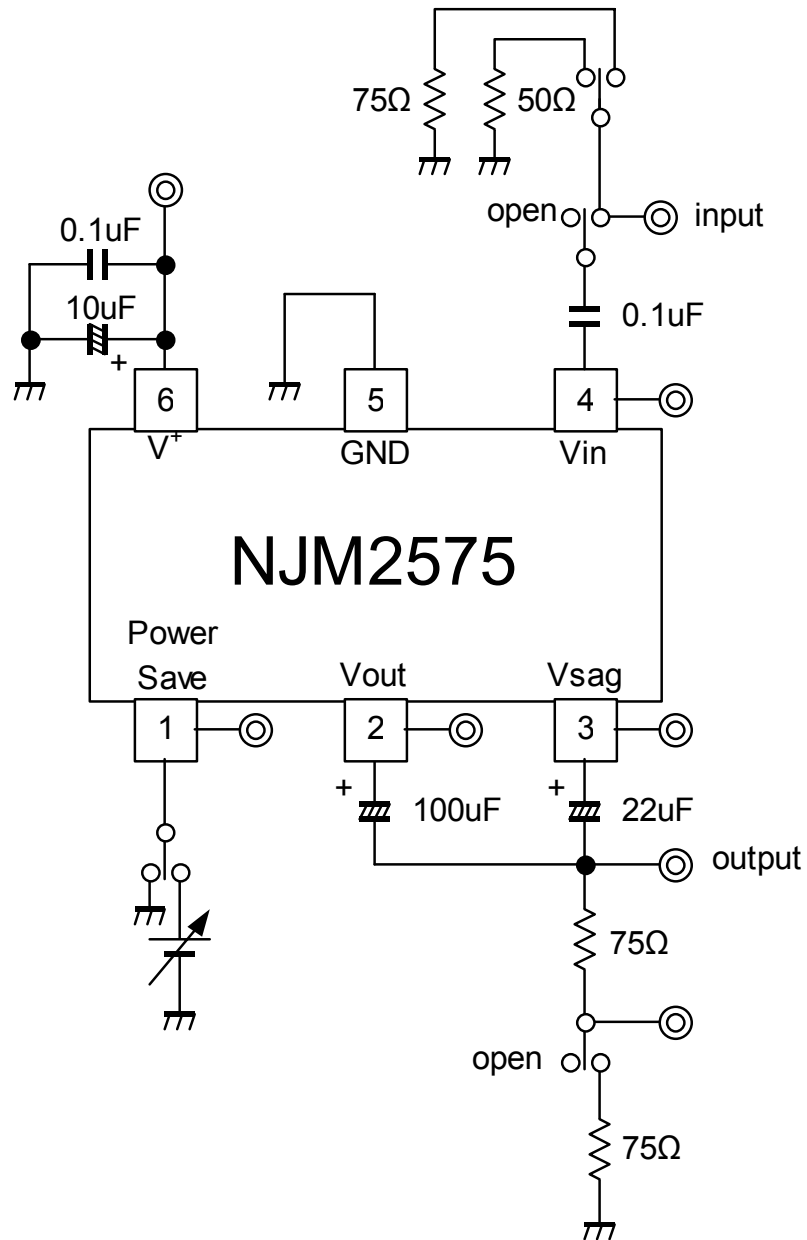 75Ω
50Ω
open
input
0.1uF
10uF
+
0.1uF
6
5
4
V+
GND
Vin
NJM2575
Power
Save
Vout
Vsag
1
2
3
+
100uF
+
22uF
output
75Ω
open
75Ω